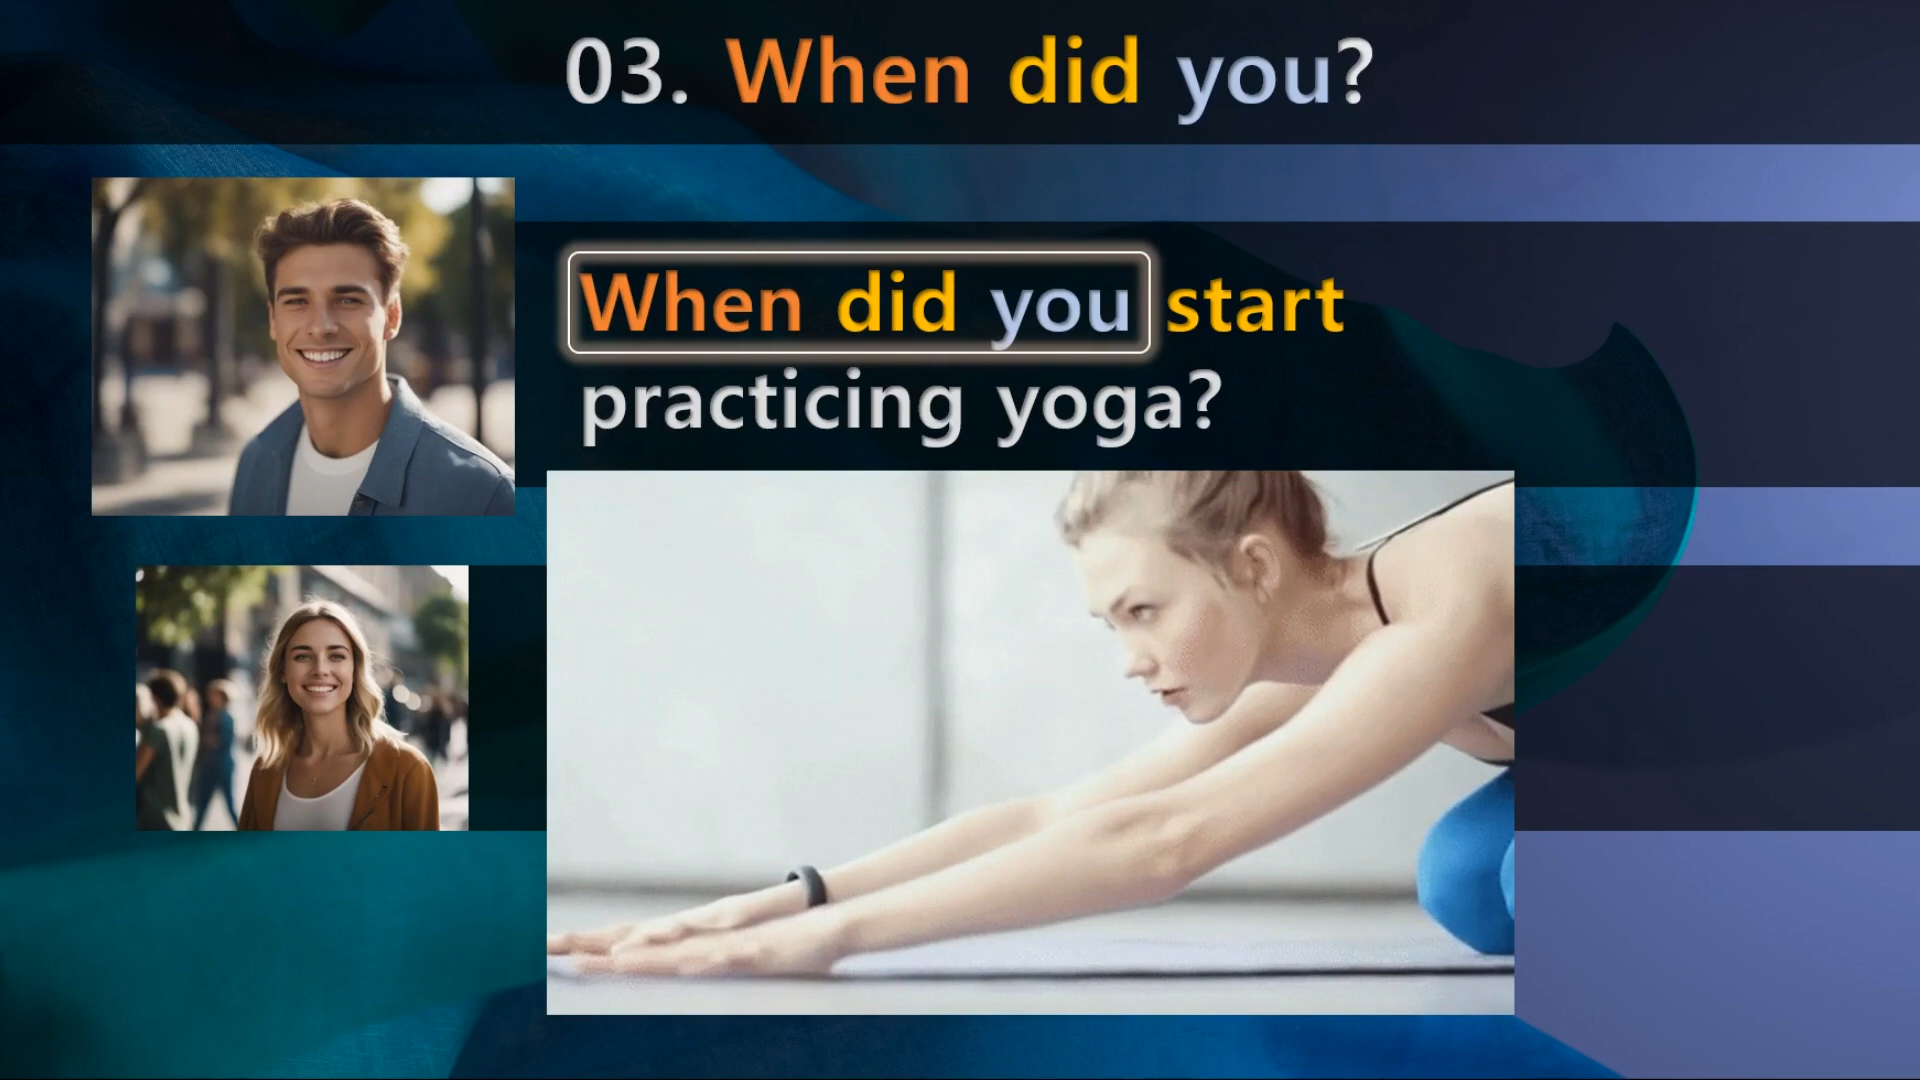 03. When did you?
When did you start
practicing yoga?